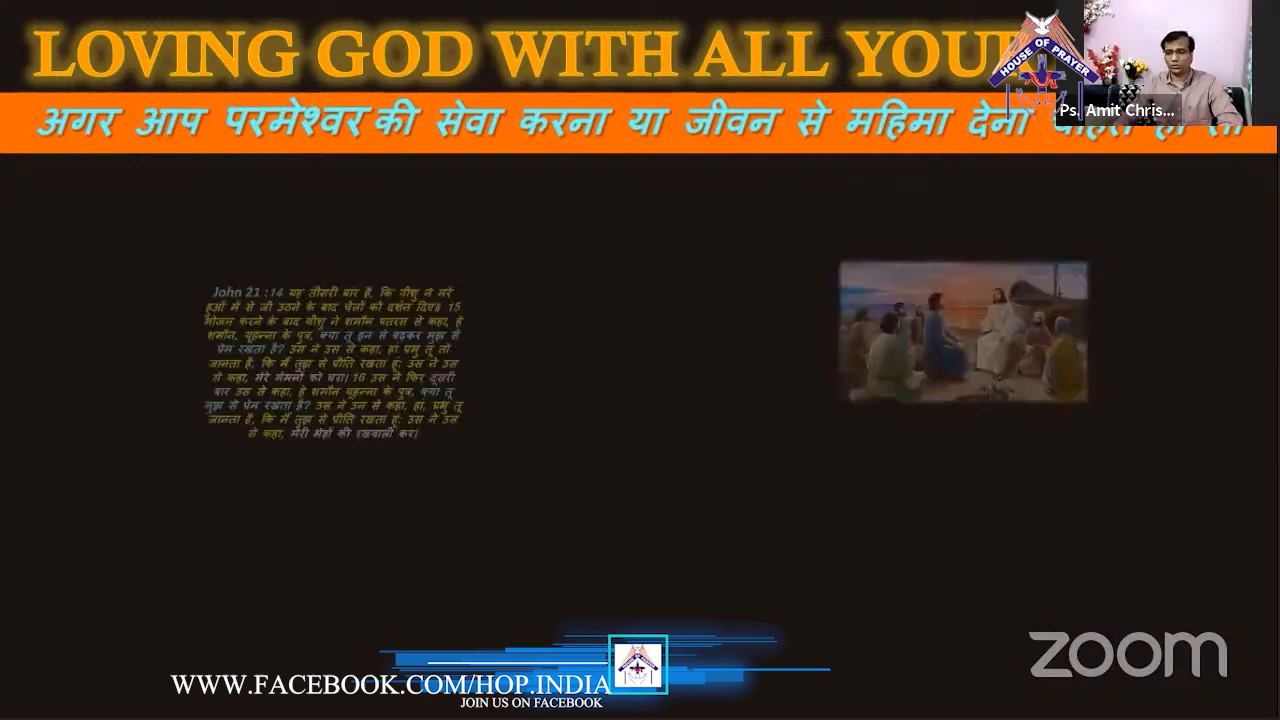 LOVING GOD WITH ALL YOUR
HOUSE OF PRAYER
Ps. Amit Chris...
अगर आप परमेश्वर की सेवा करना या जीवन से महिमा देना चाहते हो तो
John 21 :14 यह तीसरी बार है, कि यीशु ने मरे
हुओं में से जी उठने के बाद चेलों को दर्शन दिए॥ 15
भोजन करने के बाद यीशु ने शमौन पतरस से कहा, हे
शमौन, यूहन्ना के पुत्र, क्या तू इन से बढ़कर मुझ से
प्रेम रखता है? उस ने उस से कहा, हां प्रभु तू तो
जानता है, कि मैं तुझ से प्रीति रखता हूं: उस ने उस
से कहा, मेरे मेमनों को चरा। 16 उस ने फिर दूसरी
बार उस से कहा, हे शमौन यूहन्ना के पुत्र, क्या तू
मुझ से प्रेम रखता है? उस ने उन से कहा, हां, प्रभु तू
जानता है, कि मैं तुझ से प्रीति रखता हूं: उस ने उस
से कहा, मेरी भेड़ों की रखवाली कर।
zoom
WWW.FACEBOOK.COM/HOP.INDIA
JOIN US ON FACEBOOK